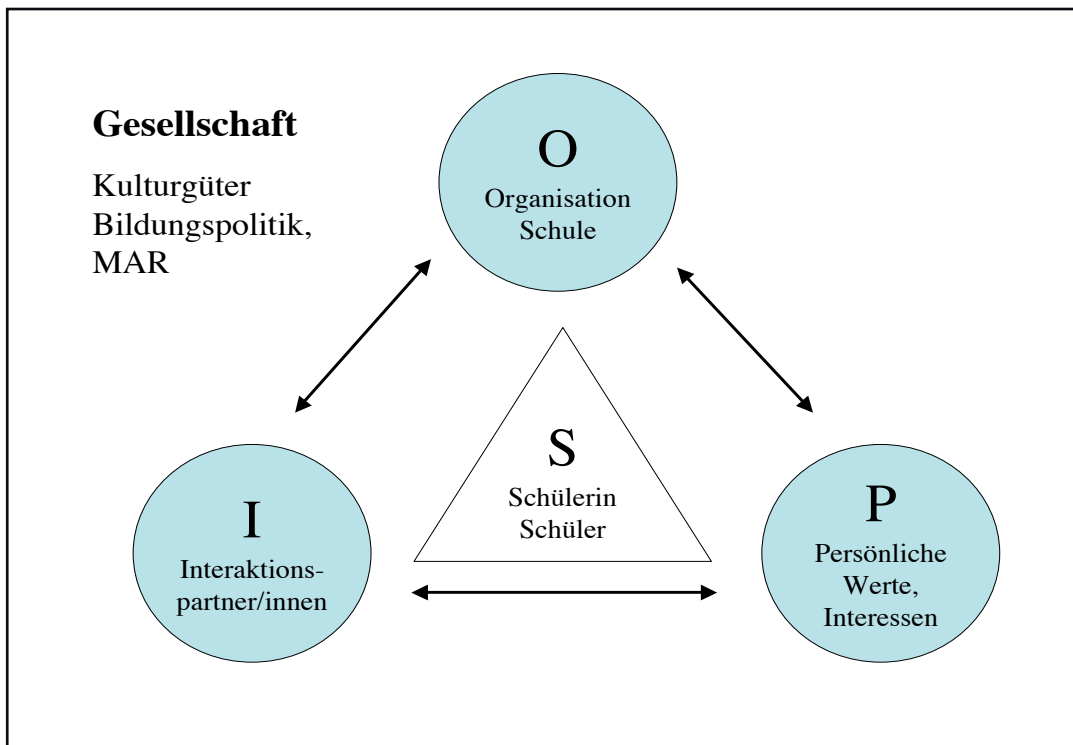 Gesellschaft
Kulturgüter
Bildungspolitik,
MAR
O
Organisation
Schule
S
Schülerin
Schüler
I
Interaktions-
partner/innen
P
Persönliche
Werte,
Interessen